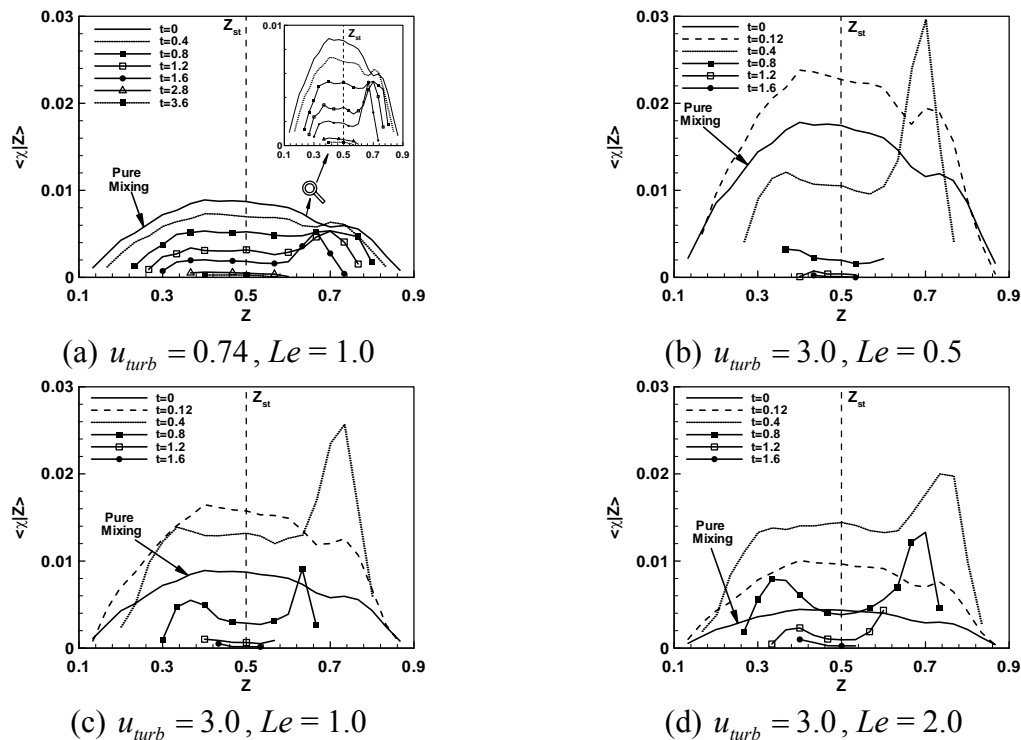 0.03
0.02
0.01
0
<χ|Z>
t=0
t=0.4
t=0.8
t=1.2
t=1.6
t=2.8
t=3.6
Z_st
0.01
0
Z_st
0.1 0.3 0.5 0.7 0.9
Pure
Mixing
0.1 0.3 0.5 0.7 0.9
Z
(a) u_turb = 0.74, Le = 1.0
0.03
0.02
0.01
0
<χ|Z>
t=0
t=0.12
t=0.4
t=0.8
t=1.2
t=1.6
Z_st
Pure
Mixing
0.1 0.3 0.5 0.7 0.9
Z
(b) u_turb = 3.0, Le = 0.5
0.03
0.02
0.01
0
<χ|Z>
t=0
t=0.12
t=0.4
t=0.8
t=1.2
t=1.6
Z_st
Pure
Mixing
0.1 0.3 0.5 0.7 0.9
Z
(c) u_turb = 3.0, Le = 1.0
0.03
0.02
0.01
0
<χ|Z>
t=0
t=0.12
t=0.4
t=0.8
t=1.2
t=1.6
Z_st
Pure
Mixing
0.1 0.3 0.5 0.7 0.9
Z
(d) u_turb = 3.0, Le = 2.0